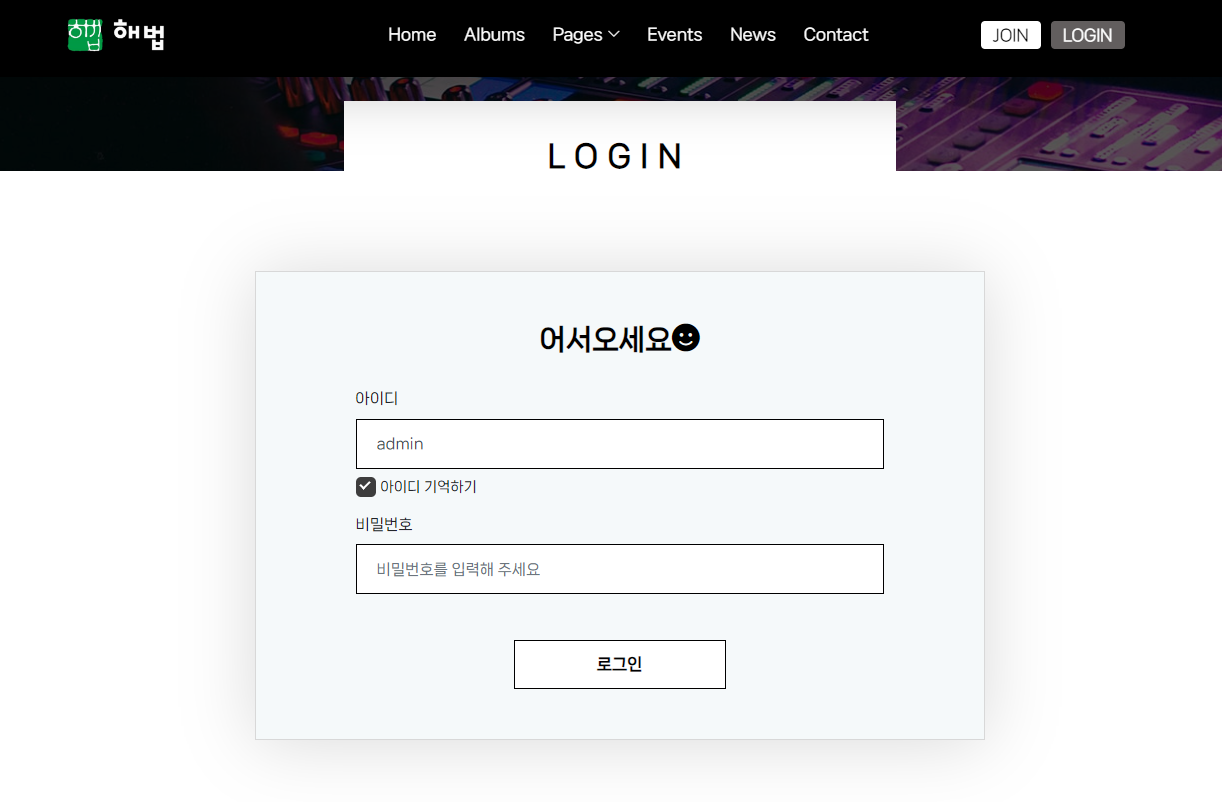 햅 해법
Home Albums Pages Events News Contact JOIN LOGIN
LOGIN
어서오세요
아이디
admin
아이디 기억하기
비밀번호
비밀번호를 입력해 주세요
로그인